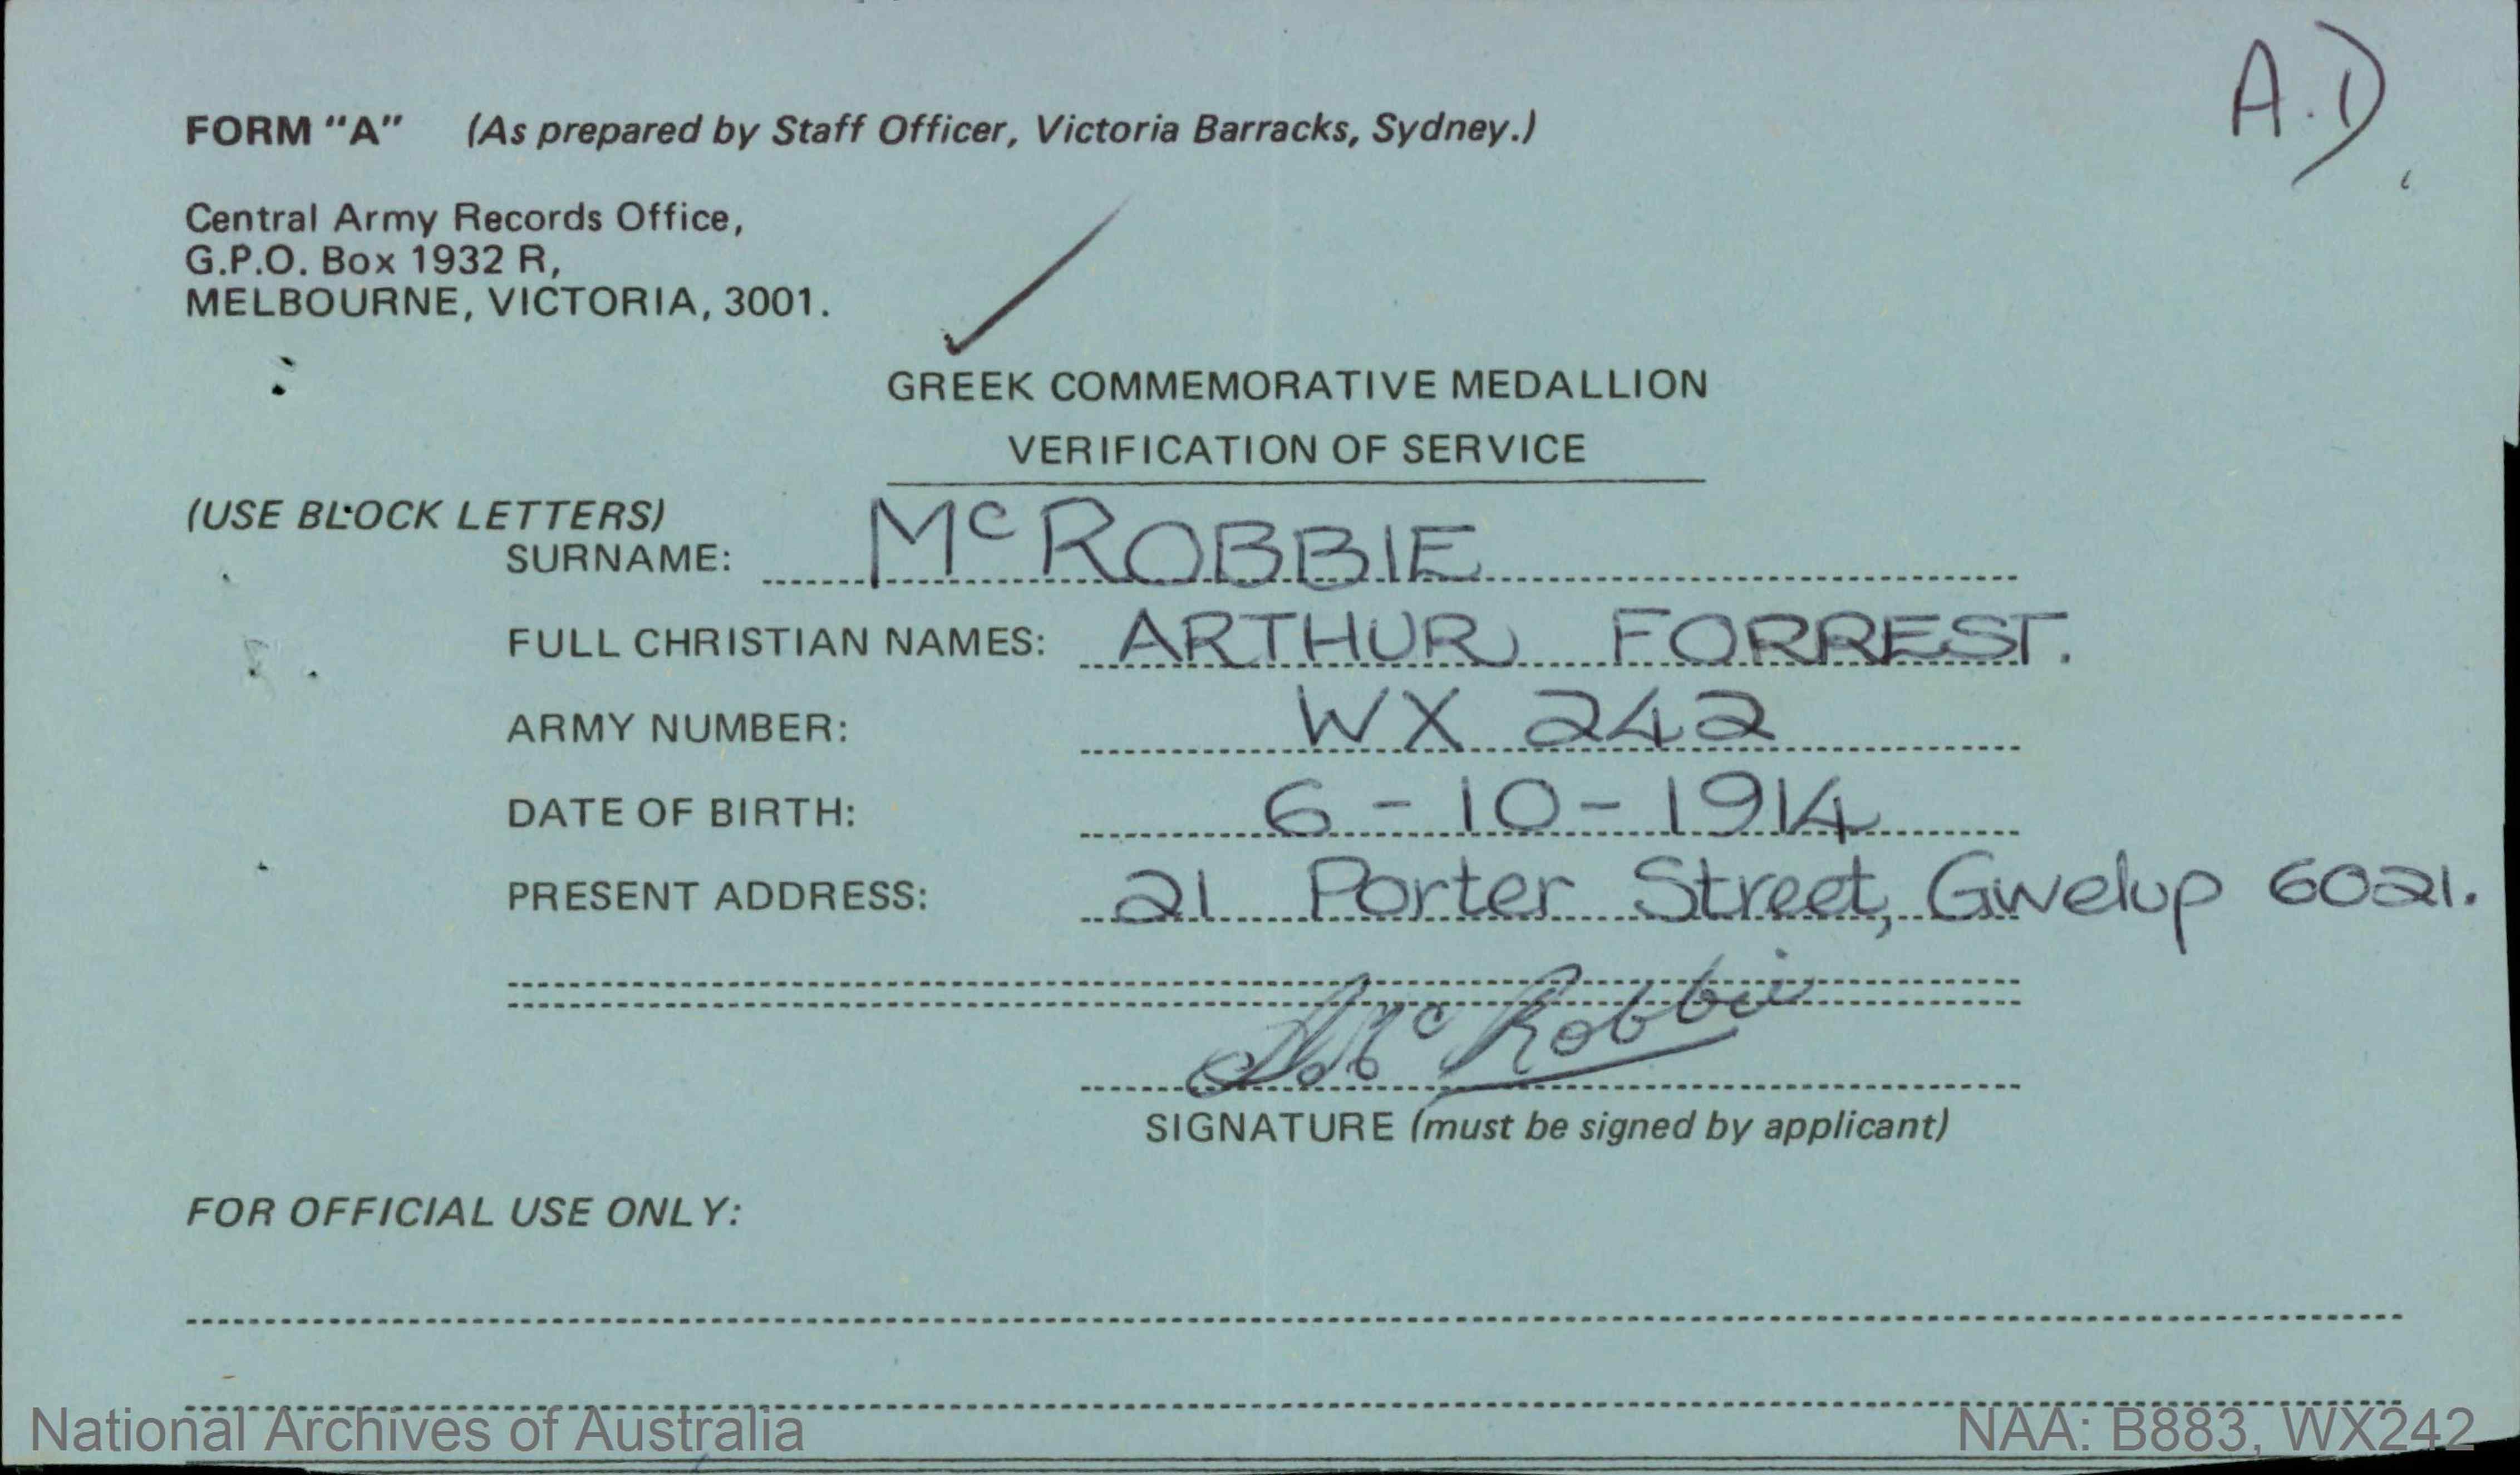 A.D.
FORM "A" (As prepared by Staff Officer, Victoria Barracks, Sydney.)
Central Army Records Office,
G.P.O. Box 1932 R,
MELBOURNE, VICTORIA, 3001.
GREEK COMMEMORATIVE MEDALLION
VERIFICATION OF SERVICE
(USE BLOCK LETTERS)
SURNAME: McROBBIE
FULL CHRISTIAN NAMES: ARTHUR FORREST.
ARMY NUMBER: WX 242
DATE OF BIRTH: 6-10-1914
PRESENT ADDRESS: 21 Porter Street, Gwelup 6021.
A McRobbie
SIGNATURE (must be signed by applicant)
FOR OFFICIAL USE ONLY:
National Archives of Australia NAA: B883, WX242